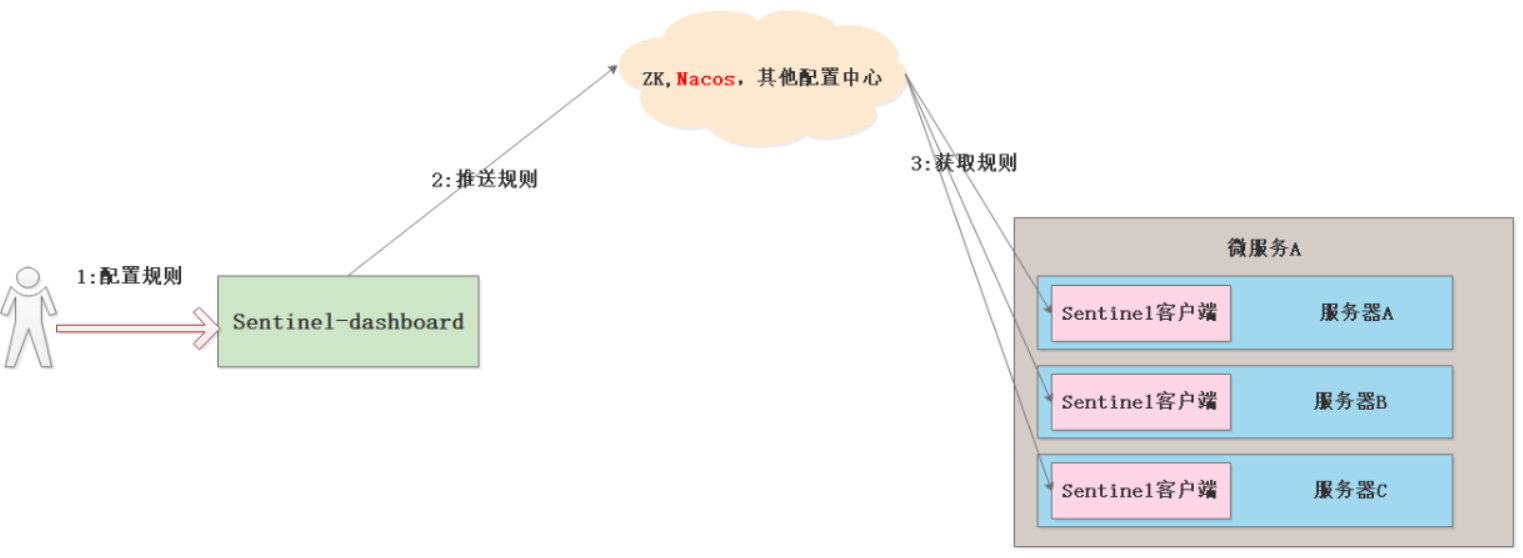 ZK,Nacos，其他配置中心
2:推送规则
3:获取规则
1:配置规则
Sentinel-dashboard
微服务A
Sentinel客户端 服务器A
Sentinel客户端 服务器B
Sentinel客户端 服务器C